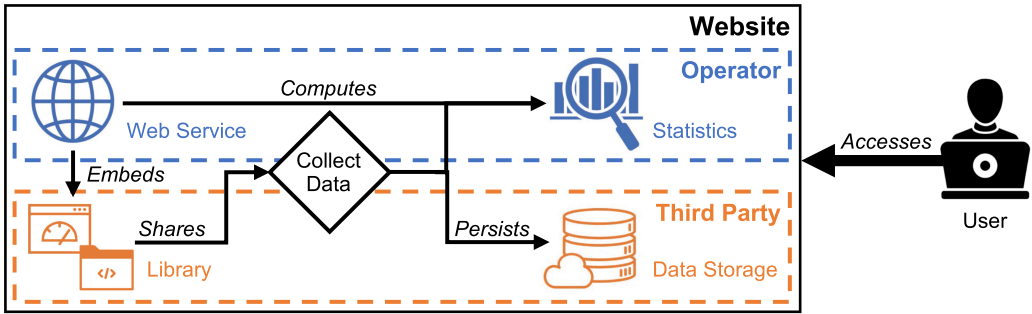 Website
Operator
Computes
Web Service
Statistics
Collect
Data
Accesses
Embeds
User
Third Party
Shares
Persists
Library
</>
Data Storage